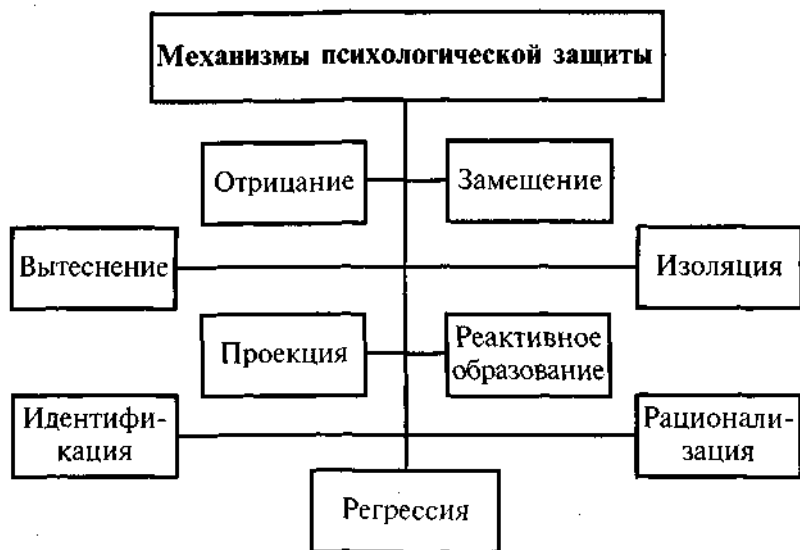 Механизмы психологической защиты
Отрицание
Замещение
Вытеснение
Изоляция
Проекция
Реактивное
образование
Идентифи-
кация
Рационали-
зация
Регрессия